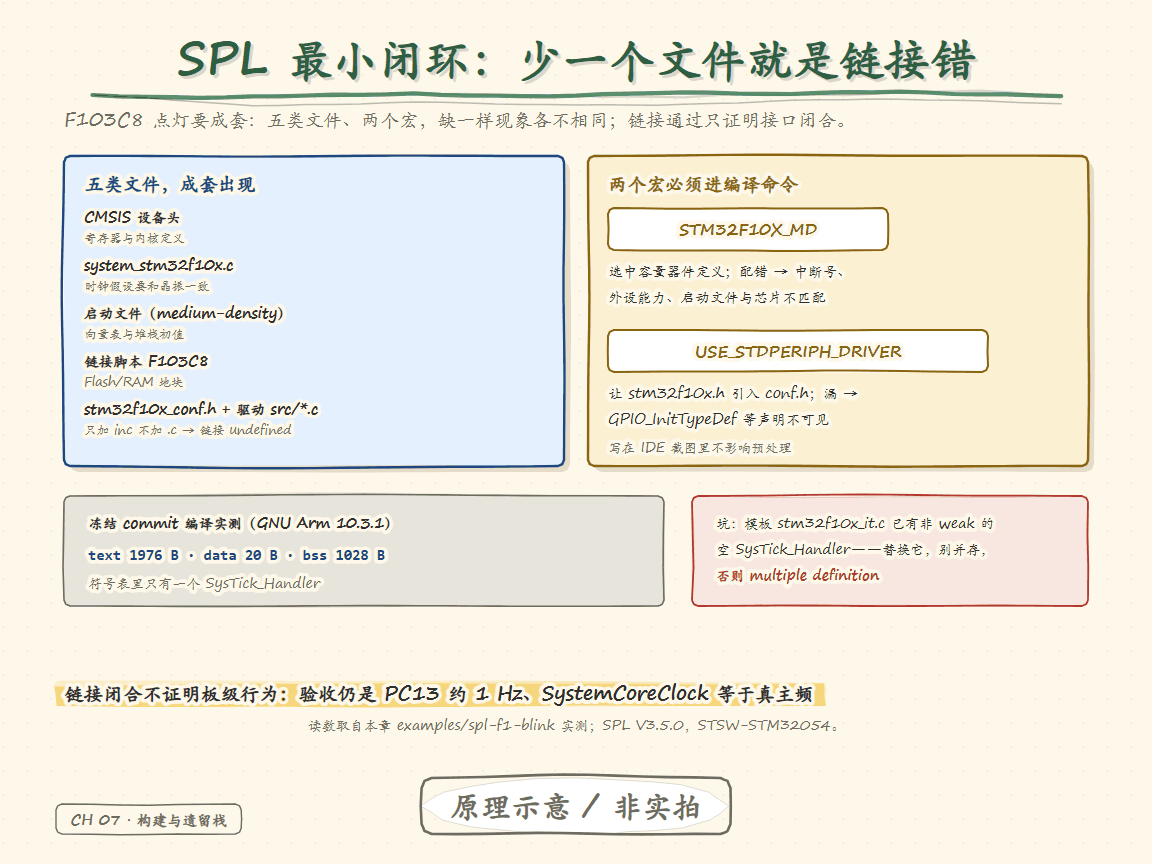 SPL 最小闭环：少一个文件就是链接错
F103C8 点灯要成套：五类文件、两个宏，缺一样现象各不相同；链接通过只证明接口闭合。
五类文件，成套出现
CMSIS 设备头
寄存器与内核定义
system_stm32f10x.c
时钟假设要和晶振一致
启动文件（medium-density）
向量表与堆栈初值
链接脚本 F103C8
Flash/RAM 地块
stm32f10x_conf.h + 驱动 src/*.c
只加 inc 不加 .c → 链接 undefined
两个宏必须进编译命令
STM32F10X_MD
选中容量器件定义；配错 → 中断号、
外设能力、启动文件与芯片不匹配
USE_STDPERIPH_DRIVER
让 stm32f10x.h 引入 conf.h；漏 →
GPIO_InitTypeDef 等声明不可见
写在 IDE 截图里不影响预处理
冻结 commit 编译实测（GNU Arm 10.3.1）
text 1976 B · data 20 B · bss 1028 B
符号表里只有一个 SysTick_Handler
坑：模板 stm32f10x_it.c 已有非 weak 的
空 SysTick_Handler——替换它，别并存，
否则 multiple definition
链接闭合不证明板级行为：验收仍是 PC13 约 1 Hz、SystemCoreClock 等于真主频
读数取自本章 examples/spl-f1-blink 实测；SPL V3.5.0，STSW-STM32054。
原理示意 / 非实拍
CH 07 · 构建与遗留栈